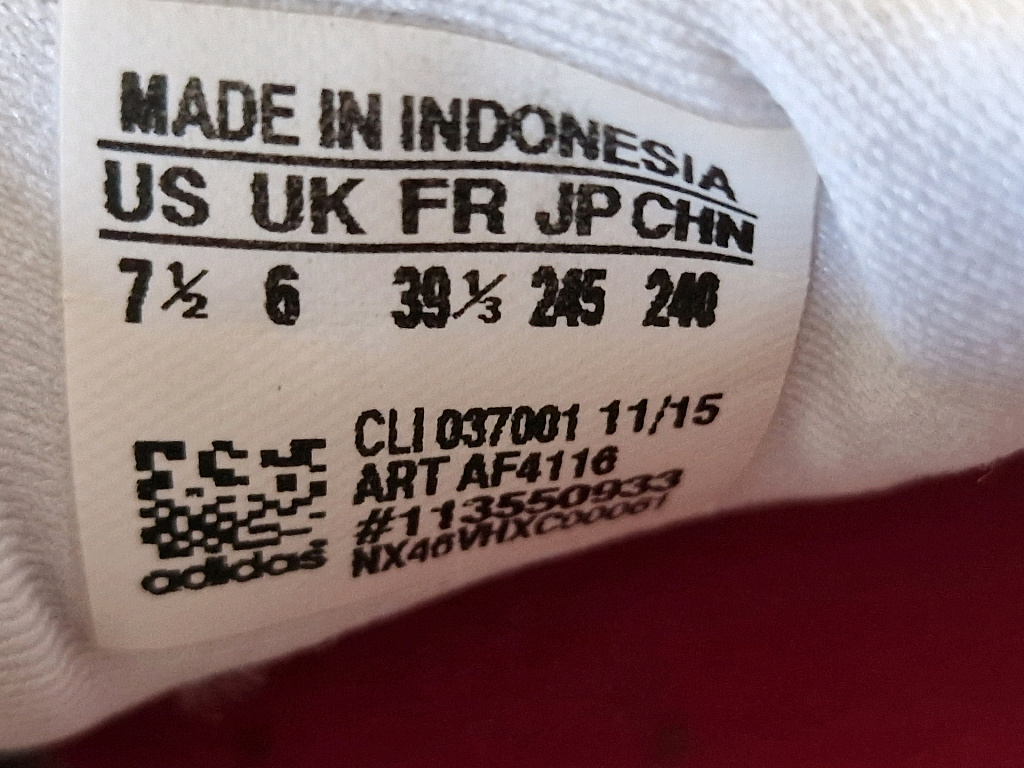 MADE IN INDONESIA
US UK FR JP CHN
7½ 6 39⅓ 245 240
CLI 037001 11/15
ART AF4116
#113550933
NX46VHXC00061
adidas